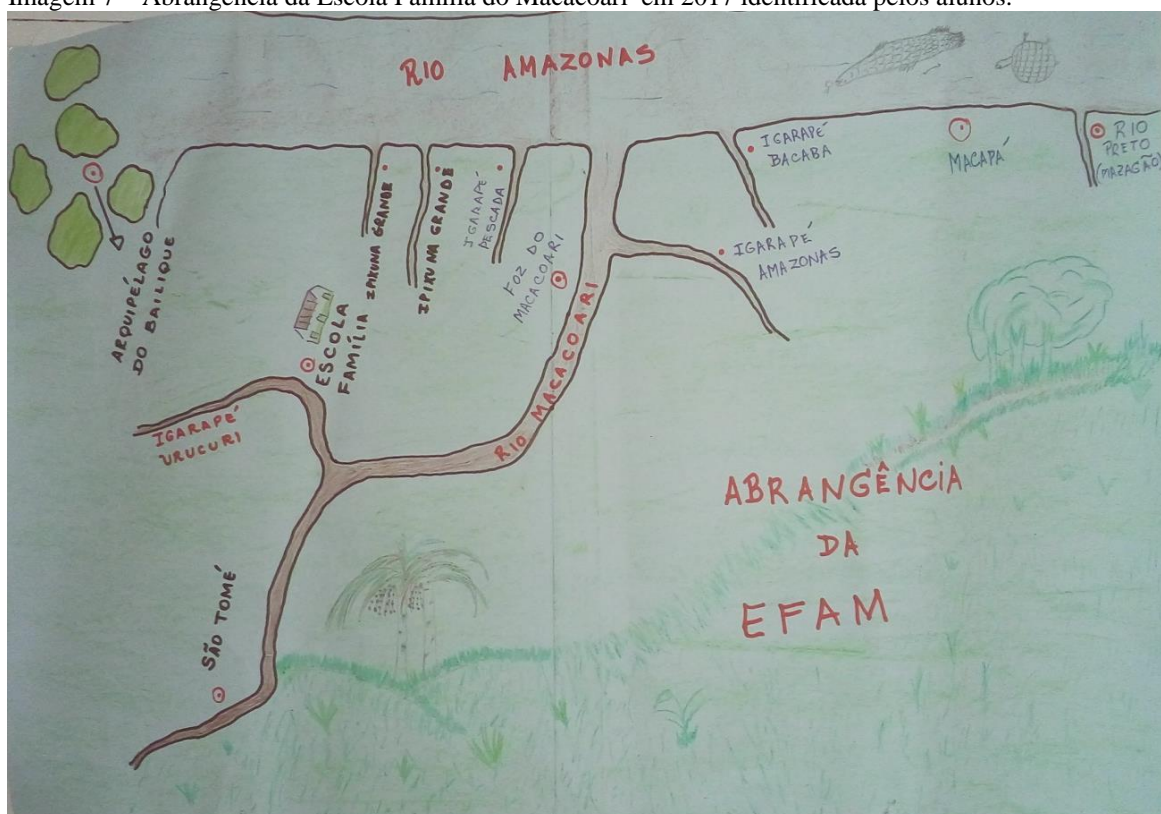 Imagem 7 – Abrangência da Escola Família do Macacoari em 2017 identificada pelos alunos.
RIO AMAZONAS
IGARAPÉ
BACABA
MACAPÁ
RIO
PRETO
(MAZAGÃO)
ARQUIPÉLAGO
DO BAILIQUE
IPIXUNA GRANDE
IPIXUNA GRANDE
IGARAPÉ
PESCADA
FOZ DO
MACACOARI
IGARAPÉ
AMAZONAS
ESCOLA
FAMÍLIA
RIO MACACOARI
IGARAPÉ
URUCURI
SÃO TOMÉ
ABRANGÊNCIA
DA
EFAM